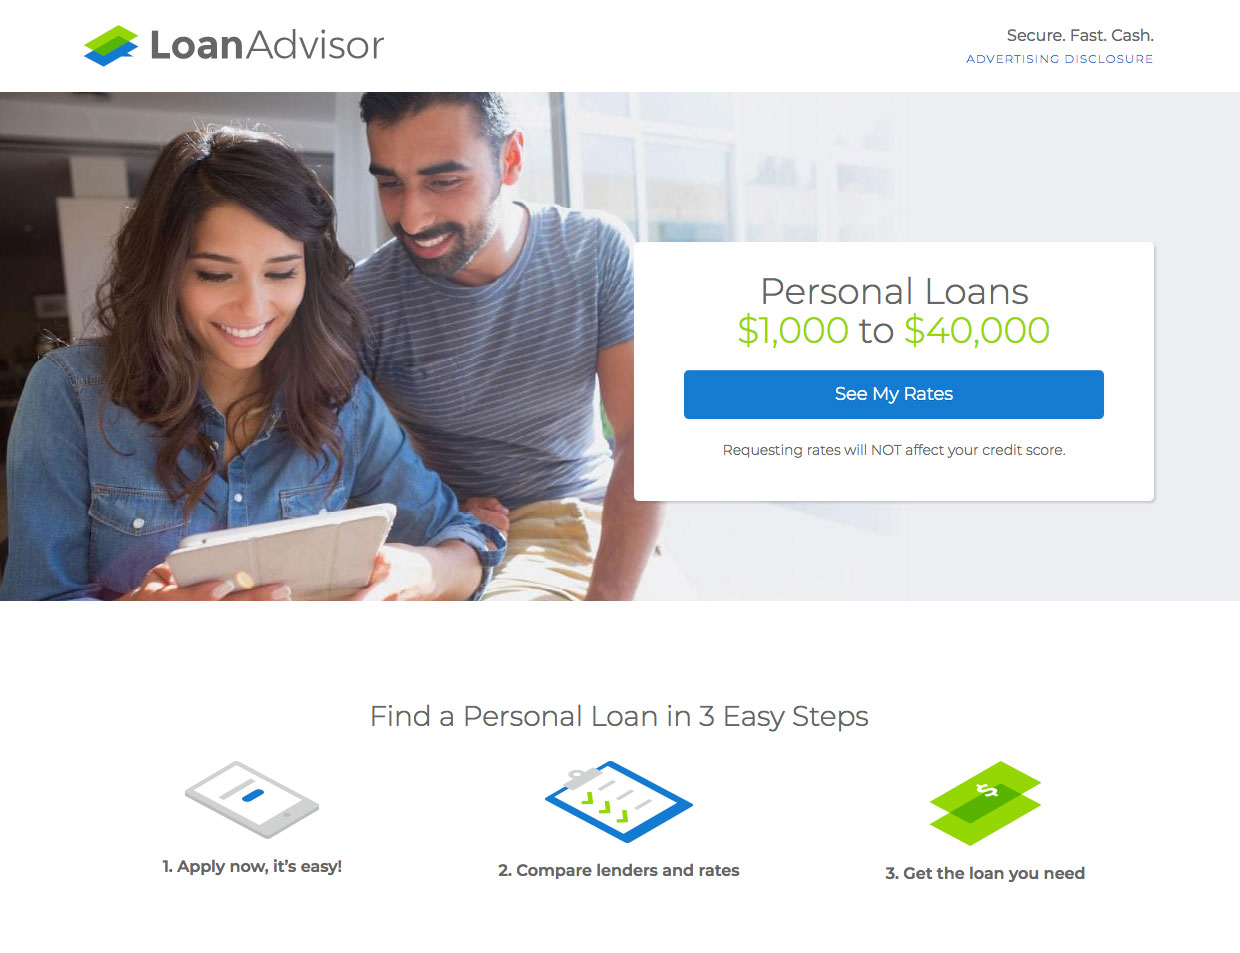 LoanAdvisor
Secure. Fast. Cash.
ADVERTISING DISCLOSURE
Personal Loans
$1,000 to $40,000
See My Rates
Requesting rates will NOT affect your credit score.
Find a Personal Loan in 3 Easy Steps
$
1. Apply now, it's easy!
2. Compare lenders and rates
3. Get the loan you need